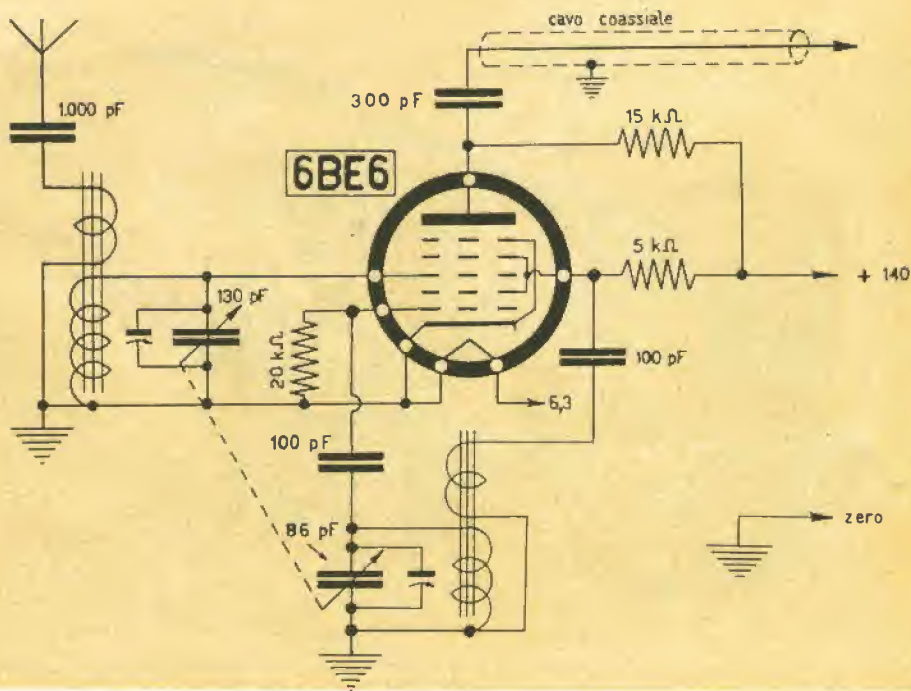 cavo coassiale
1.000 pF
300 pF
15 kΩ
6BE6
5 kΩ
+ 140
130 pF
20 kΩ
100 pF
6,3
100 pF
86 pF
zero